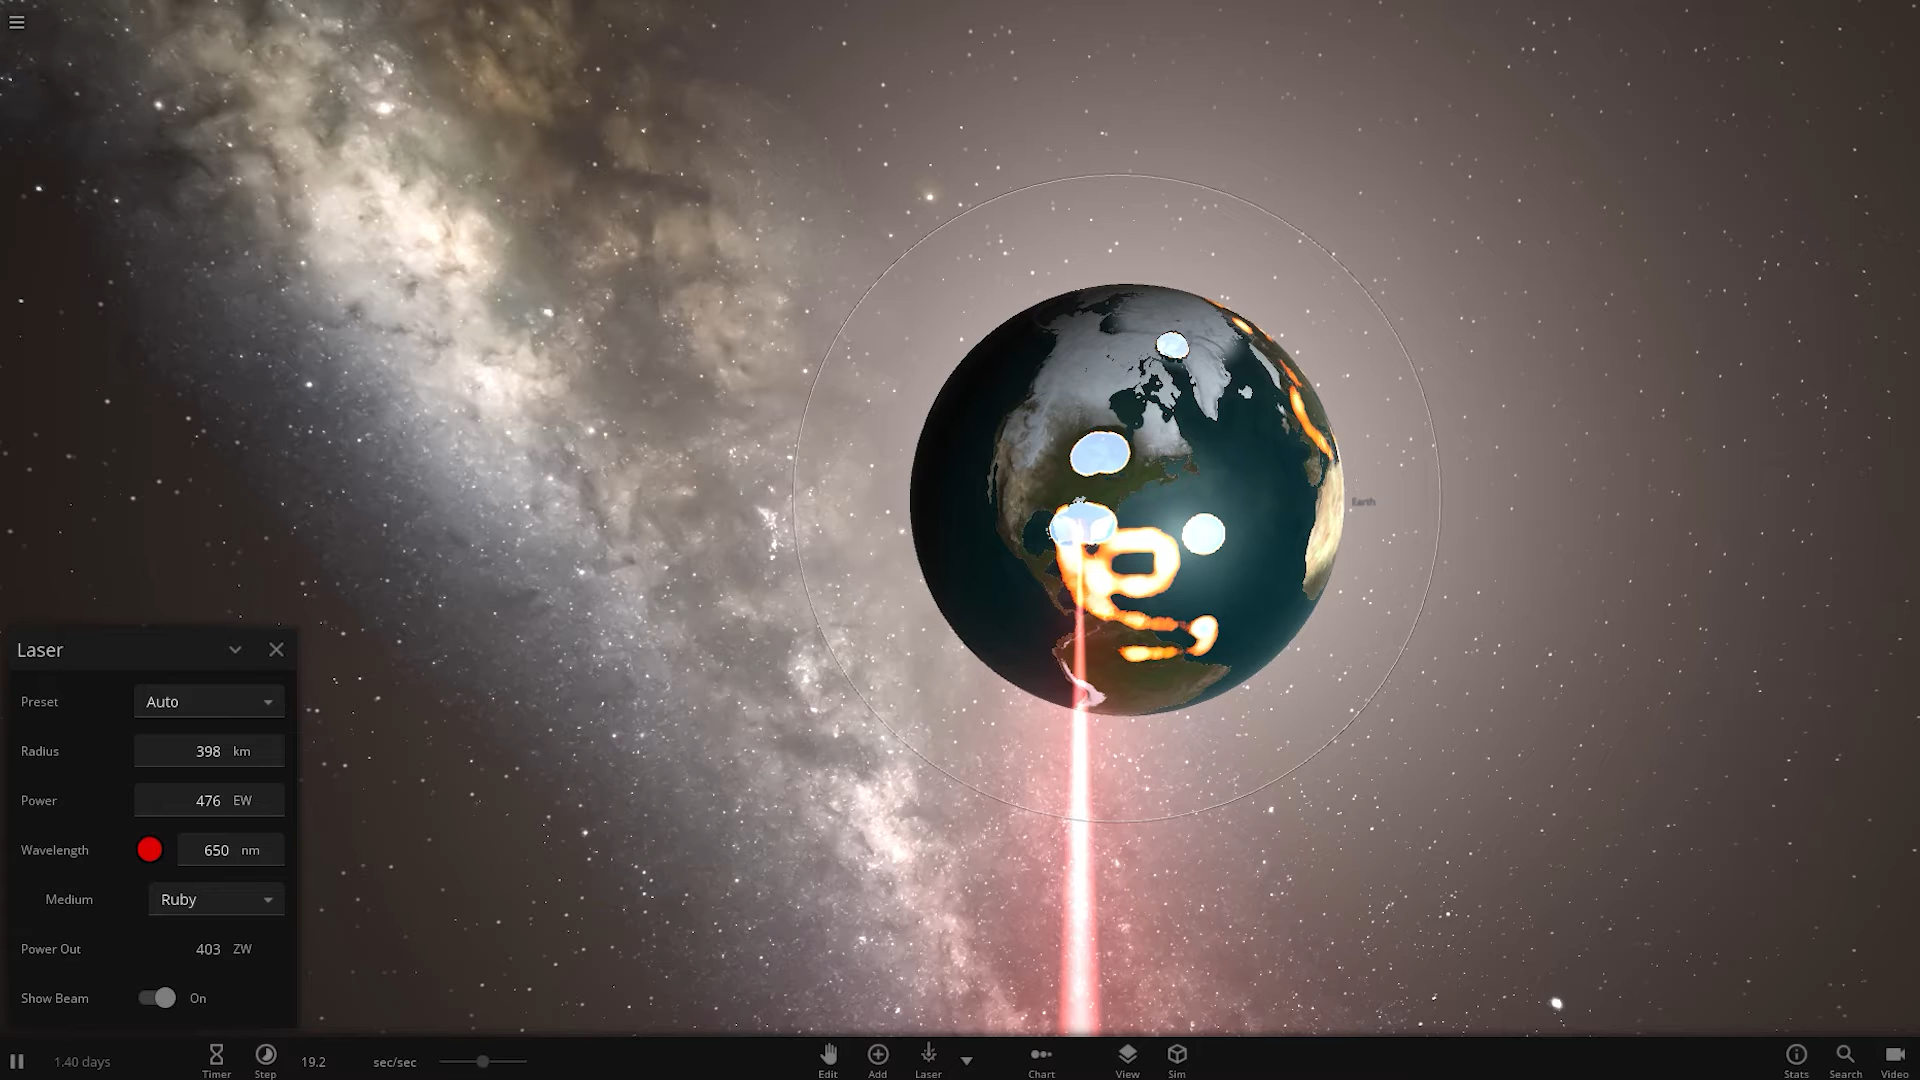 Earth
Laser
Preset Auto
Radius 398 km
Power 476 EW
Wavelength 650 nm
Medium Ruby
Power Out 403 ZW
Show Beam On
1.40 days Timer Step 19.2 sec/sec Edit Add Laser Chart View Sim Stats Search Video